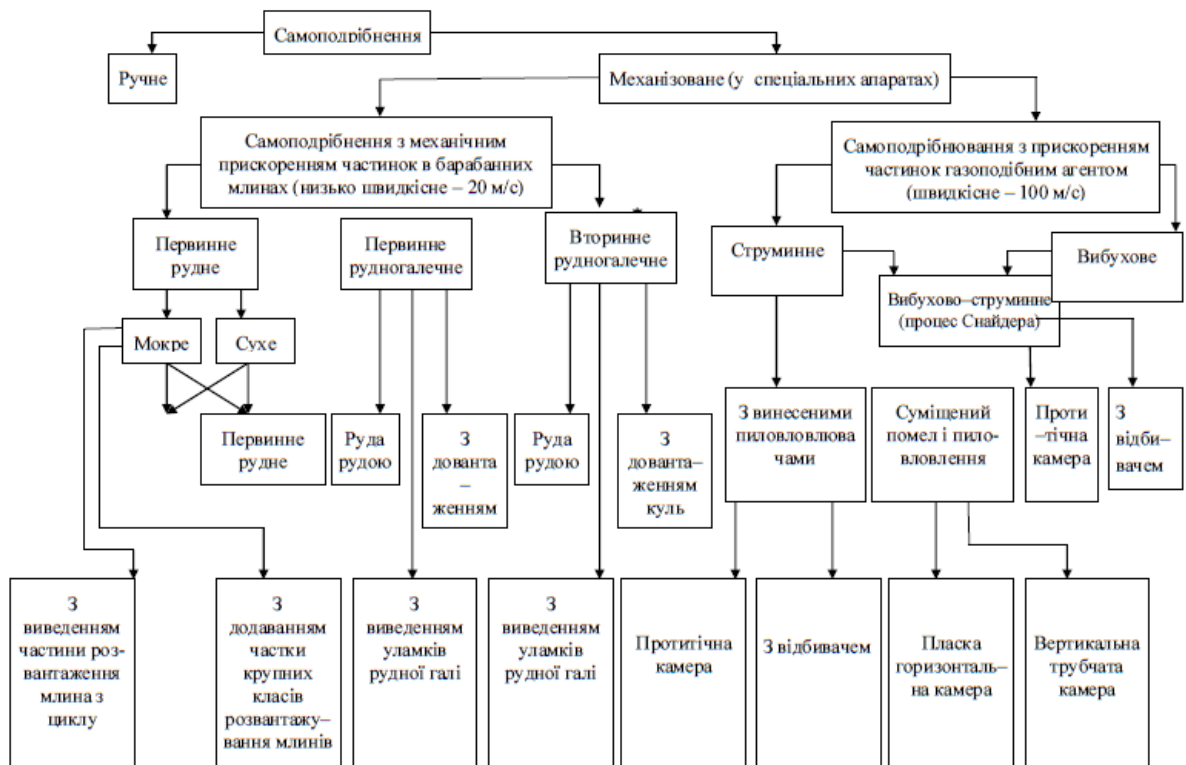 Самоподрібнення
Ручне
Механізоване (у спеціальних апаратах)
Самоподрібнення з механічним
прискоренням частинок в барабанних
млинах (низько швидкісне – 20 м/с)
Самоподрібнювання з прискоренням
частинок газоподібним агентом
(швидкісне – 100 м/с)
Первинне
рудне
Первинне
рудногалечне
Вторинне
рудногалечне
Струминне
Вибухове
Вибухово–струминне
(процес Снайдера)
Мокре
Сухе
Первинне
рудне
Руда
рудою
З
дованта
– женням
Руда
рудою
З
дованта–
женням
куль
З винесеними
пиловловлюва
чами
Суміщений
помел і пило-
вловлення
Проти
–тічна
камера
З
відби–
вачем
З
виведенням
частини роз-
вантаження
млина з
циклу
З
додаванням
частки
крупних
класів
розвантажу–
вання млинів
З
виведенням
уламків
рудної галі
З
виведенням
уламків
рудної галі
Протитічна
камера
З відбивачем
Пласка
горизонталь–
на камера
Вертикальна
трубчата
камера